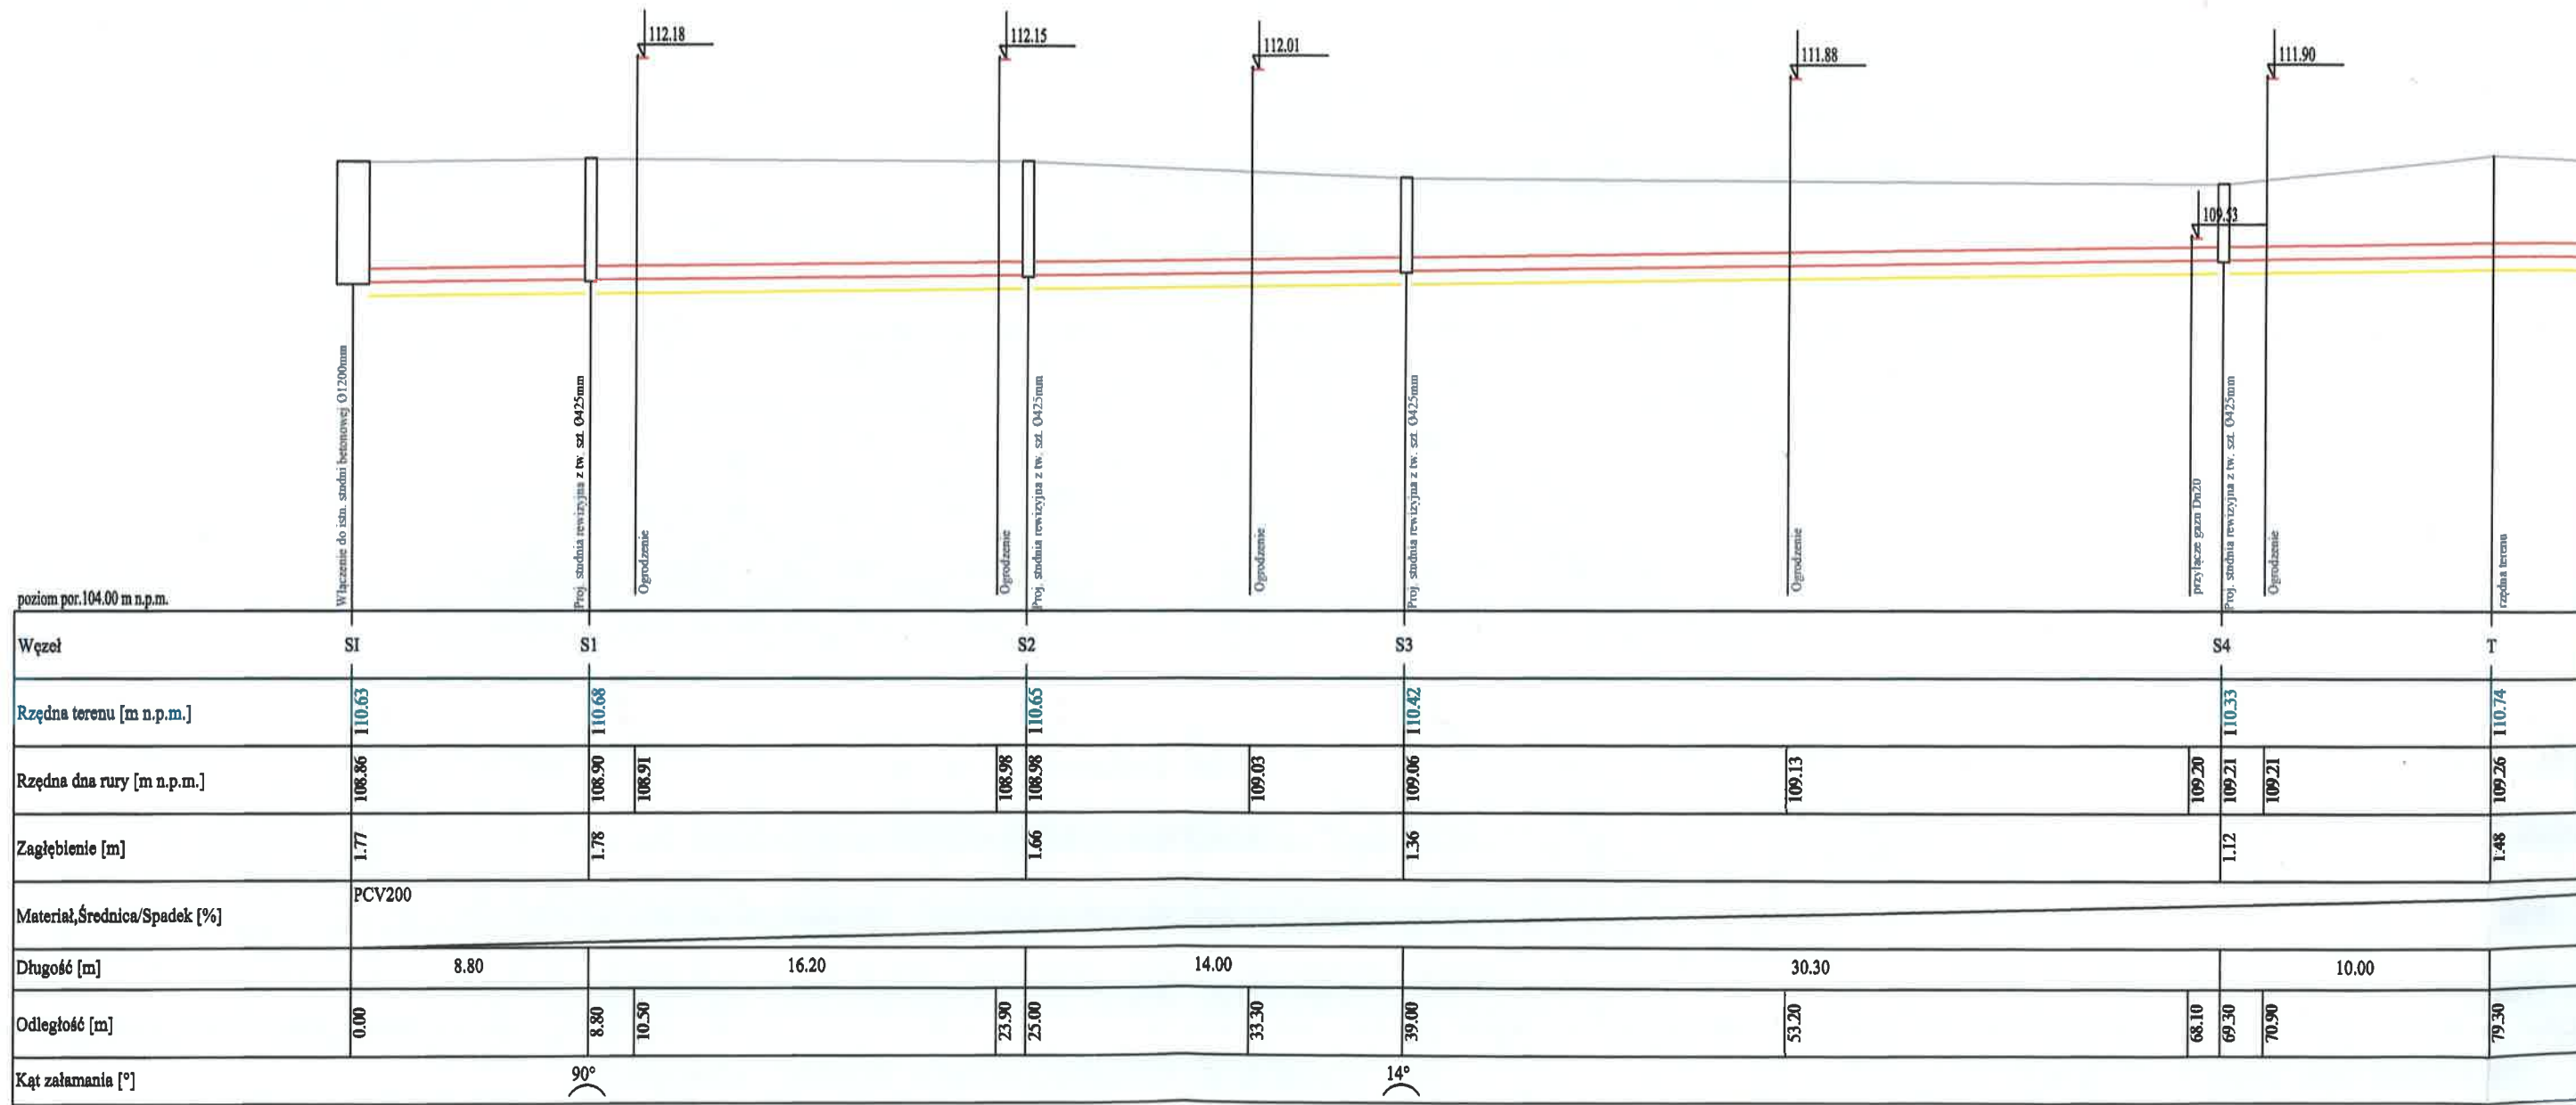 112.18
112.15
112.01
111.88
111.90
109.53
Włączenie do istn. studni betonowej Ø1200mm
Proj. studnia rewizyjna z tw. szt. Ø425mm
Ogrodzenie
Ogrodzenie
Proj. studnia rewizyjna z tw. szt. Ø425mm
Ogrodzenie
Proj. studnia rewizyjna z tw. szt. Ø425mm
Ogrodzenie
przyłącze gazu Dn20
Proj. studnia rewizyjna z tw. szt. Ø425mm
Ogrodzenie
rzędna terenu
poziom por.104.00 m n.p.m.
Węzeł SI S1 S2 S3 S4 T
Rzędna terenu [m n.p.m.] 110.63 110.68 110.65 110.42 110.33 110.74
Rzędna dna rury [m n.p.m.] 108.86 108.90 108.91 108.98 108.98 109.03 109.06 109.13 109.20 109.21 109.21 109.26
Zagłębienie [m] 1.77 1.78 1.66 1.36 1.12 1.48
Materiał,Średnica/Spadek [%] PCV200
Długość [m] 8.80 16.20 14.00 30.30 10.00
Odległość [m] 0.00 8.80 10.50 23.90 25.00 33.30 39.00 53.20 68.10 69.30 70.90 79.30
Kąt załamania [°] 90° 14°